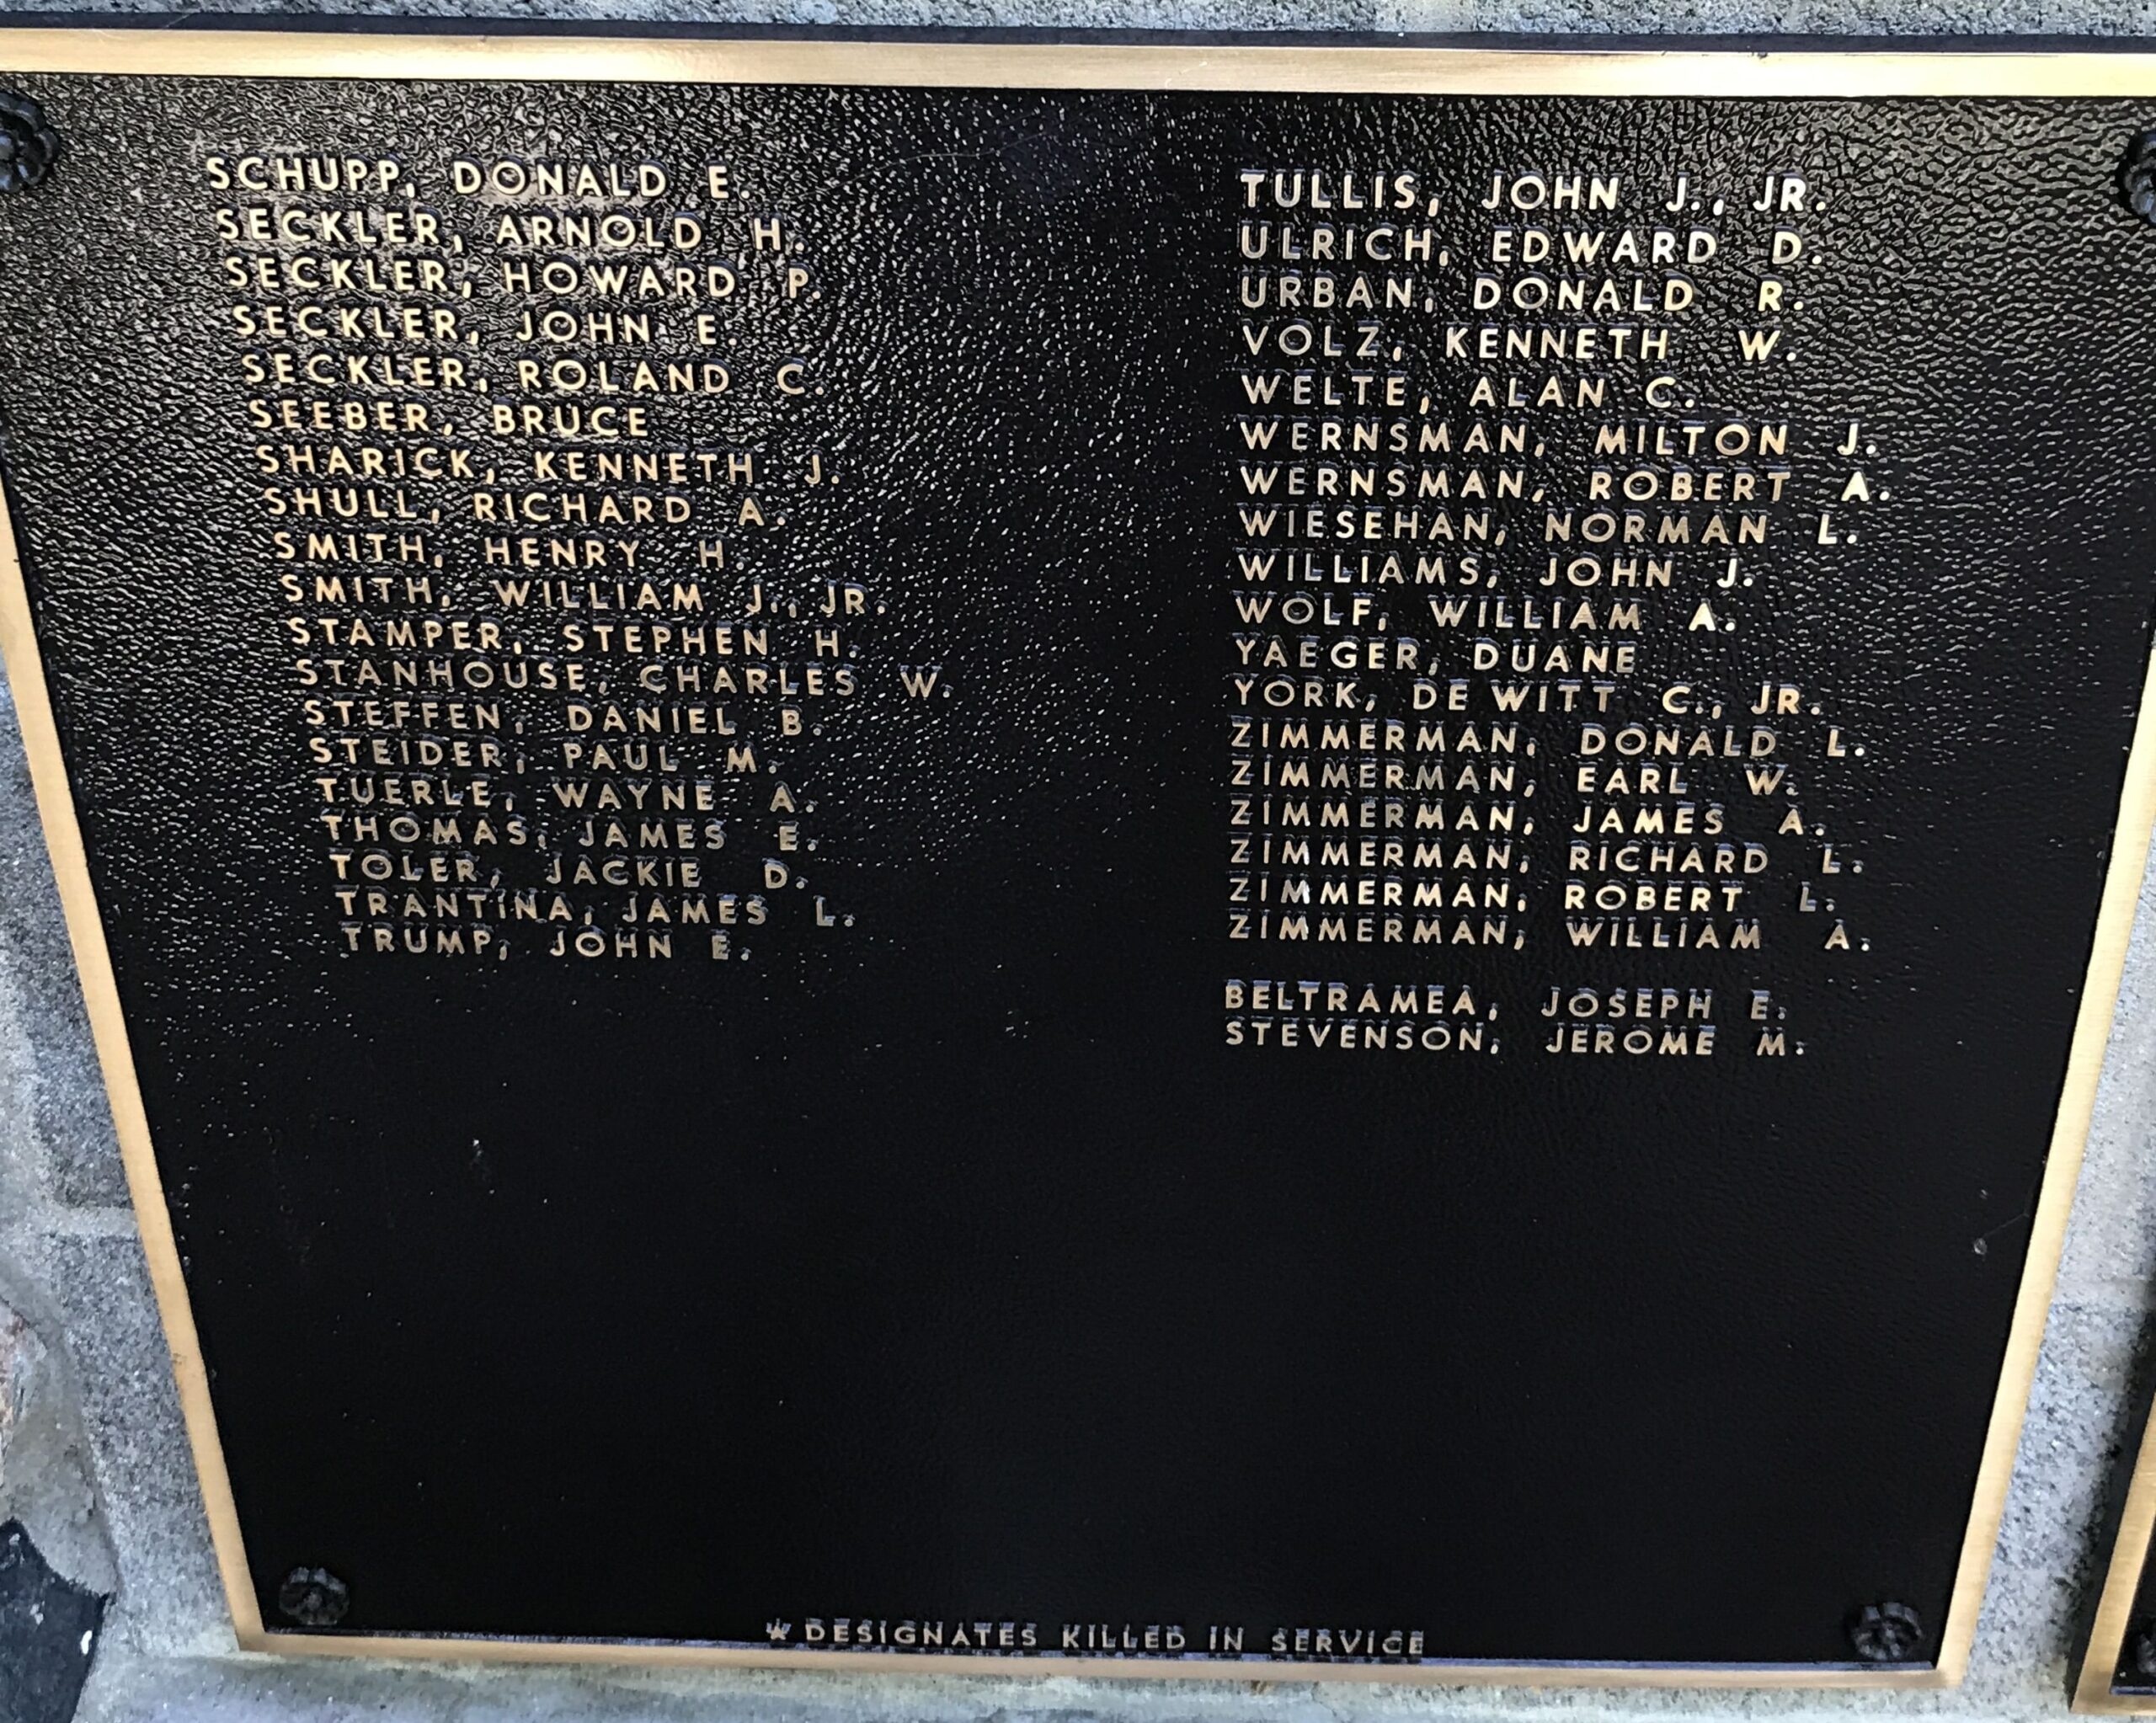 SCHUPP, DONALD E.
SECKLER, ARNOLD H.
SECKLER, HOWARD P.
SECKLER, JOHN E.
SECKLER, ROLAND C.
SEEBER, BRUCE
SHARICK, KENNETH J.
SHULL, RICHARD A.
SMITH, HENRY H.
SMITH, WILLIAM J., JR.
STAMPER, STEPHEN H.
STANHOUSE, CHARLES W.
STEFFEN, DANIEL B.
STEIDER, PAUL M.
TUERLE, WAYNE A.
THOMAS, JAMES E.
TOLER, JACKIE D.
TRANTINA, JAMES L.
TRUMP, JOHN E.
TULLIS, JOHN J., JR.
ULRICH, EDWARD D.
URBAN, DONALD R.
VOLZ, KENNETH W.
WELTE, ALAN C.
WERNSMAN, MILTON J.
WERNSMAN, ROBERT A.
WIESEHAN, NORMAN L.
WILLIAMS, JOHN J.
WOLF, WILLIAM A.
YAEGER, DUANE
YORK, DE WITT C., JR.
ZIMMERMAN, DONALD L.
ZIMMERMAN, EARL W.
ZIMMERMAN, JAMES A.
ZIMMERMAN, RICHARD L.
ZIMMERMAN, ROBERT L.
ZIMMERMAN, WILLIAM A.
BELTRAMEA, JOSEPH E.
STEVENSON, JEROME M.
★ DESIGNATES KILLED IN SERVICE